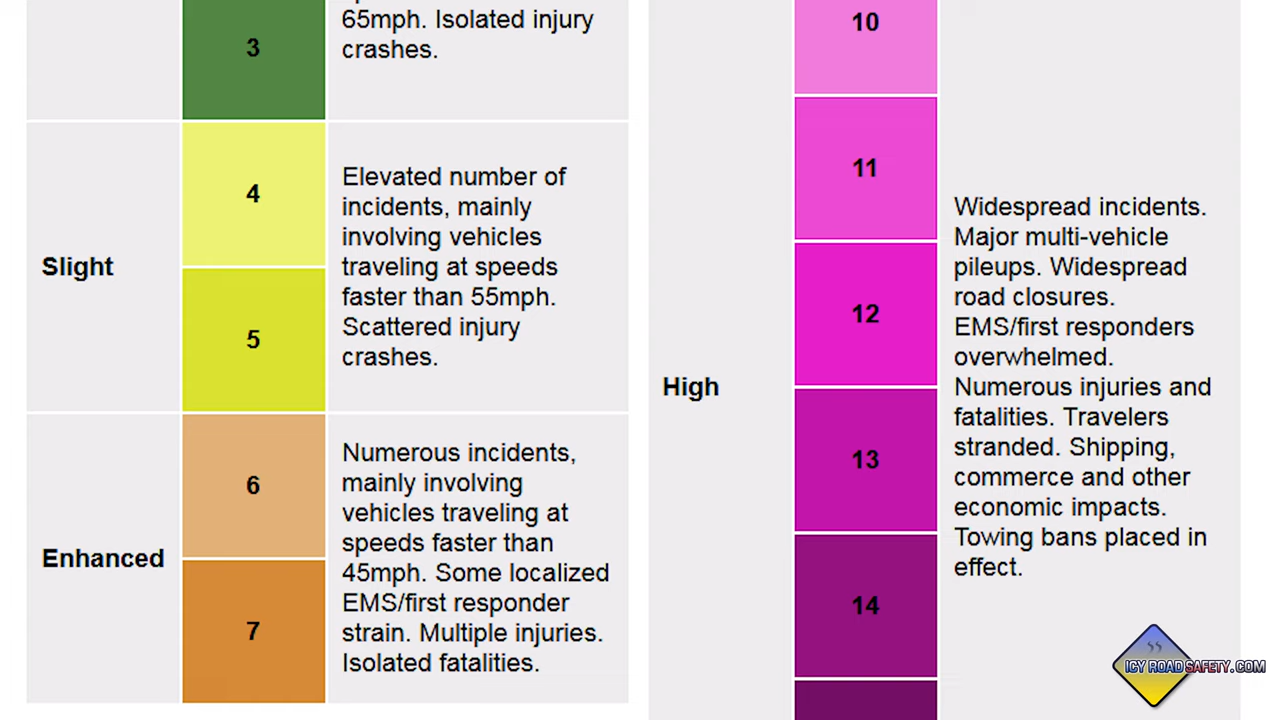 65mph. Isolated injury
crashes.
3
Slight
4
5
Elevated number of
incidents, mainly
involving vehicles
traveling at speeds
faster than 55mph.
Scattered injury
crashes.
Enhanced
6
7
Numerous incidents,
mainly involving
vehicles traveling at
speeds faster than
45mph. Some localized
EMS/first responder
strain. Multiple injuries.
Isolated fatalities.
High
10
11
12
13
14
Widespread incidents.
Major multi-vehicle
pileups. Widespread
road closures.
EMS/first responders
overwhelmed.
Numerous injuries and
fatalities. Travelers
stranded. Shipping,
commerce and other
economic impacts.
Towing bans placed in
effect.
ICY ROAD SAFETY.COM